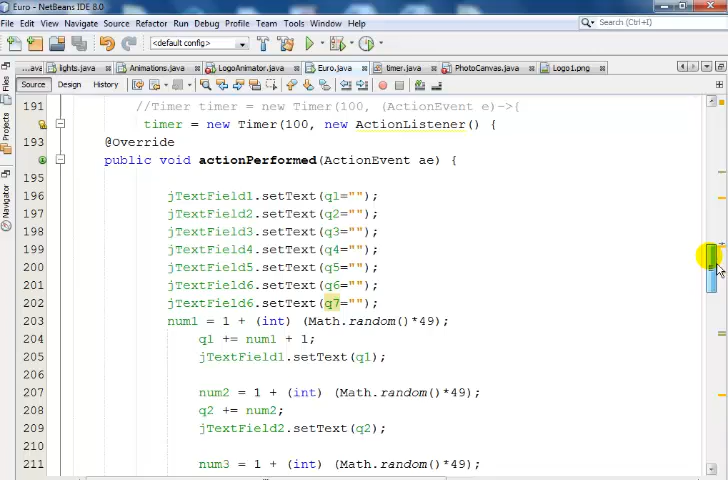 Euro - NetBeans IDE 8.0
File Edit View Navigate Source Refactor Run Debug Profile Team Tools Window Help
Search (Ctrl+I)
<default config>
...ava lights.java Animations.java LogoAnimator.java Euro.java timer.java PhotoCanvas.java Logo1.png
Source Design History
Files
Projects
Navigator
191 //Timer timer = new Timer(100, (ActionEvent e)->{
timer = new Timer(100, new ActionListener() {
193 @Override
public void actionPerformed(ActionEvent ae) {
195
196 jTextField1.setText(q1="");
197 jTextField2.setText(q2="");
198 jTextField3.setText(q3="");
199 jTextField4.setText(q4="");
200 jTextField5.setText(q5="");
201 jTextField6.setText(q6="");
202 jTextField6.setText(q7="");
203 num1 = 1 + (int) (Math.random()*49);
204 q1 += num1 + 1;
205 jTextField1.setText(q1);
206
207 num2 = 1 + (int) (Math.random()*49);
208 q2 += num2;
209 jTextField2.setText(q2);
210
211 num3 = 1 + (int) (Math.random()*49);